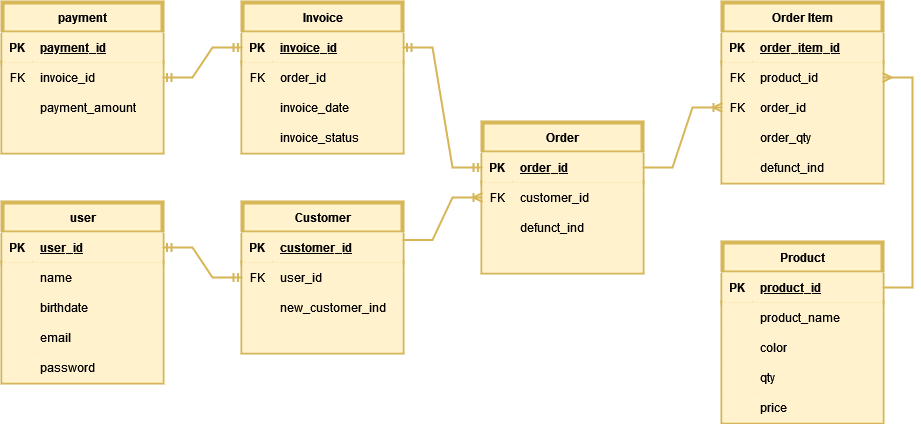 payment
PK payment_id
FK invoice_id
payment_amount
Invoice
PK invoice_id
FK order_id
invoice_date
invoice_status
Order Item
PK order_item_id
FK product_id
FK order_id
order_qty
defunct_ind
Order
PK order_id
FK customer_id
defunct_ind
user
PK user_id
name
birthdate
email
password
Customer
PK customer_id
FK user_id
new_customer_ind
Product
PK product_id
product_name
color
qty
price